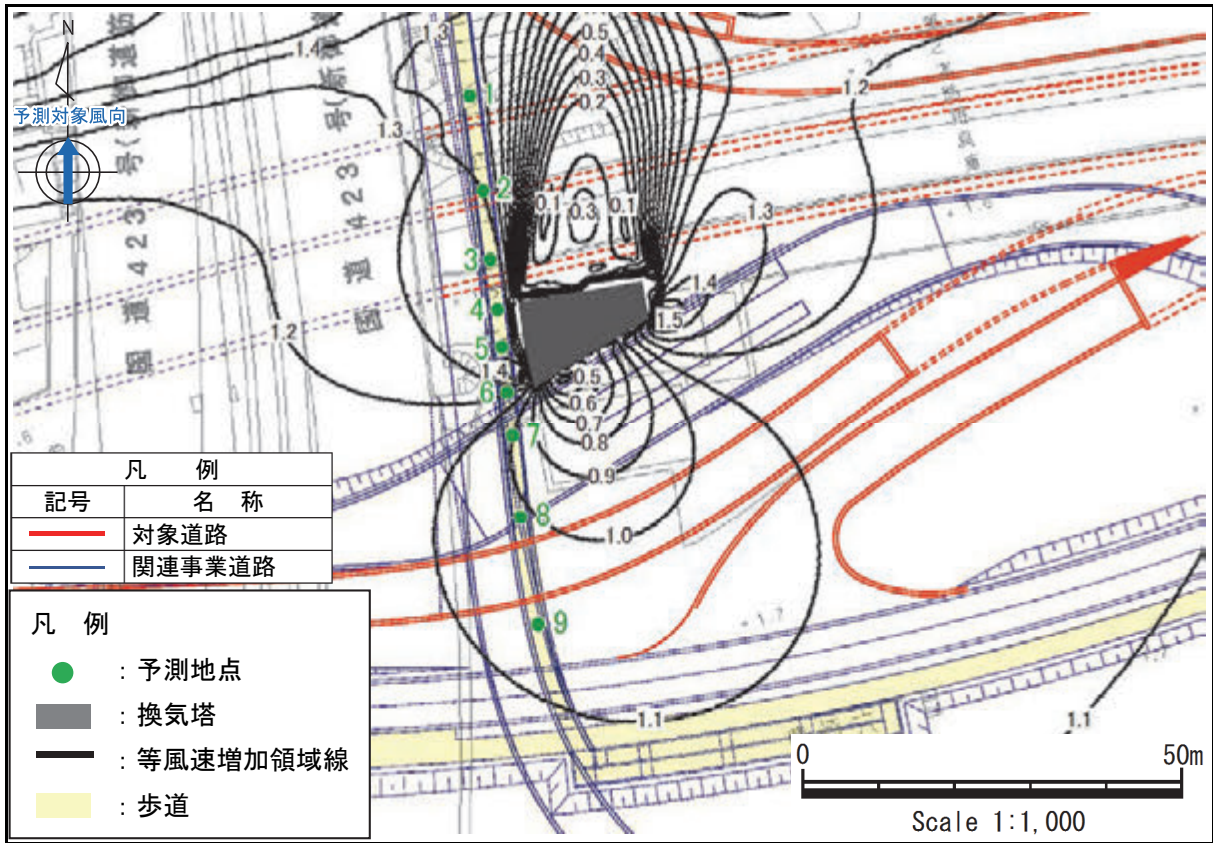 N
予測対象風向
国道4423号(新御堂筋
国道4423号(新御
1.4
1.3
0.5
0.4
0.3
0.2
1.2
1.3
1
2
3
4
5
6
7
8
9
0.1
0.3
0.1
1.3
1.4
1.5
1.2
1.4
0.5
0.6
0.7
0.8
0.9
1.0
1.1
1.1
凡 例
記号 名 称
対象道路
関連事業道路
凡 例
: 予測地点
: 換気塔
: 等風速増加領域線
: 歩道
0 50m
Scale 1:1,000